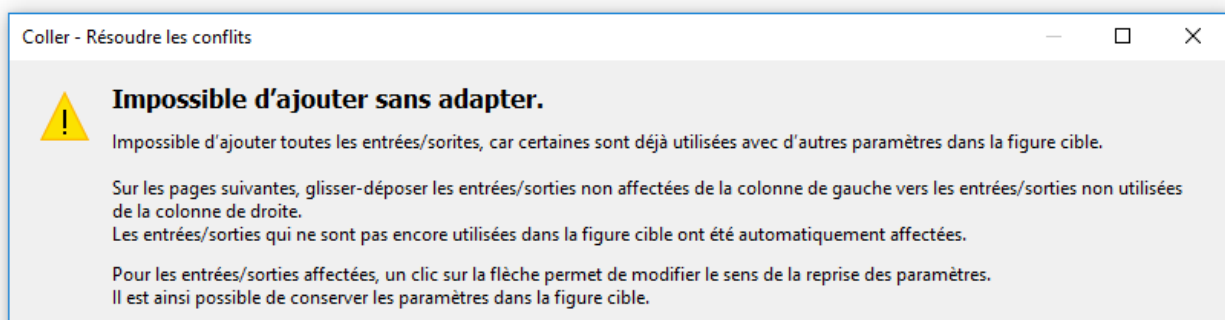 Coller - Résoudre les conflits
Impossible d’ajouter sans adapter.
Impossible d’ajouter toutes les entrées/sorites, car certaines sont déjà utilisées avec d’autres paramètres dans la figure cible.
Sur les pages suivantes, glisser-déposer les entrées/sorties non affectées de la colonne de gauche vers les entrées/sorties non utilisées
de la colonne de droite.
Les entrées/sorties qui ne sont pas encore utilisées dans la figure cible ont été automatiquement affectées.
Pour les entrées/sorties affectées, un clic sur la flèche permet de modifier le sens de la reprise des paramètres.
Il est ainsi possible de conserver les paramètres dans la figure cible.